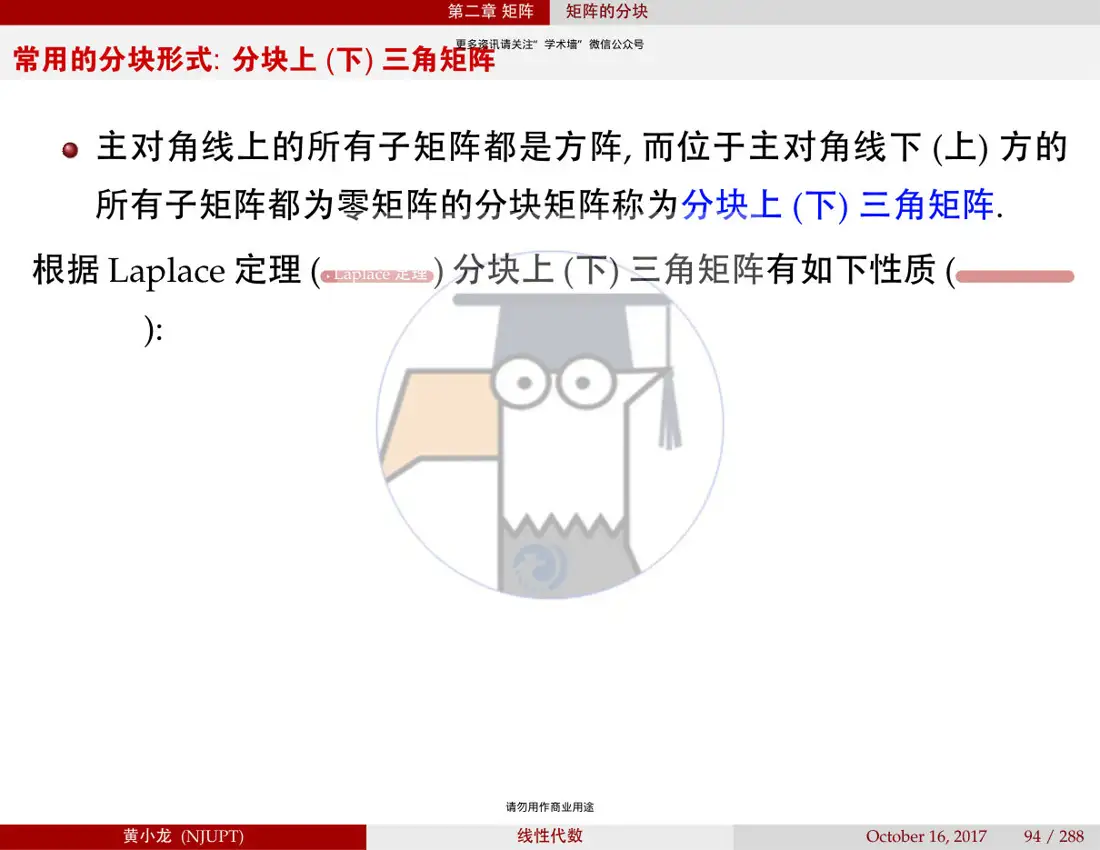 第二章 矩阵 矩阵的分块
更多资讯请关注“学术墙”微信公众号
常用的分块形式: 分块上 (下) 三角矩阵
主对角线上的所有子矩阵都是方阵, 而位于主对角线下 (上) 方的
所有子矩阵都为零矩阵的分块矩阵称为分块上 (下) 三角矩阵.
根据 Laplace 定理 ( Laplace 定理 ) 分块上 (下) 三角矩阵有如下性质 (
):
请勿用作商业用途
黄小龙 (NJUPT) 线性代数 October 16, 2017 94 / 288